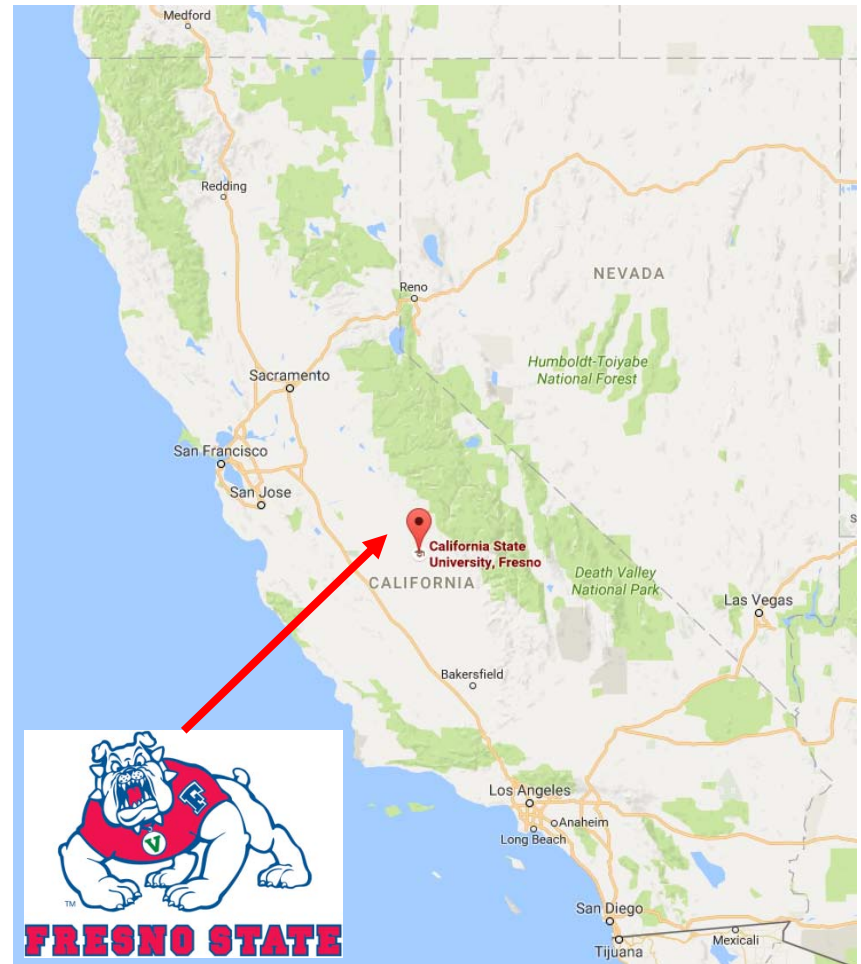 Medford
Redding
NEVADA
Reno
Humboldt-Toiyabe
National Forest
Sacramento
San Francisco
San Jose
California State
University, Fresno
CALIFORNIA
Death Valley
National Park
S
Las Vegas
Bakersfield
Los Angeles
Anaheim
Long Beach
San Diego
Tijuana
Mexicali
F
S
V
TM
FRESNO STATE